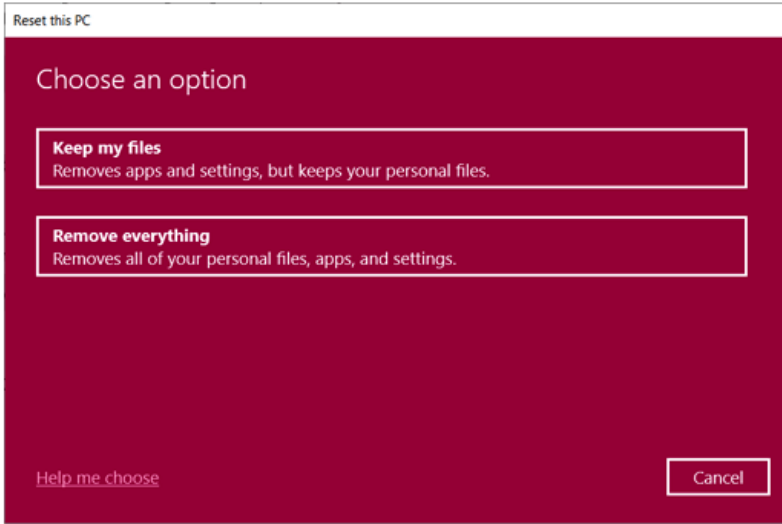 Reset this PC
Choose an option
Keep my files
Removes apps and settings, but keeps your personal files.
Remove everything
Removes all of your personal files, apps, and settings.
Help me choose
Cancel